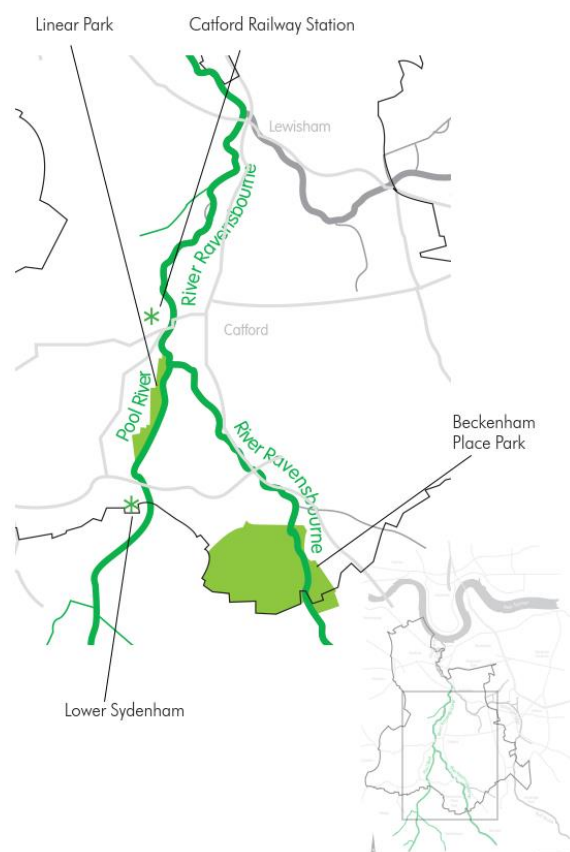 Linear Park
Catford Railway Station
Lewisham
River Ravensbourne
Catford
Pool River
River Ravensbourne
Beckenham
Place Park
Lower Sydenham